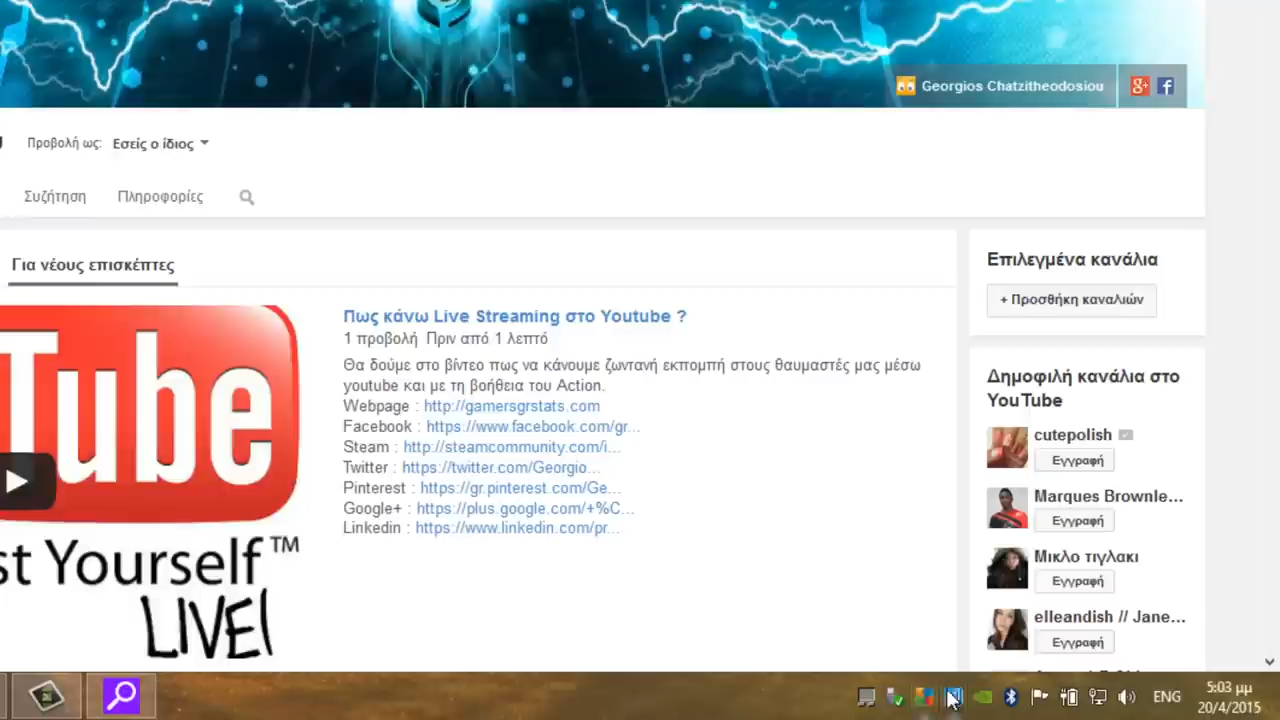 Georgios Chatzitheodosiou
Προβολή ως: Εσείς ο ίδιος
Συζήτηση Πληροφορίες
Για νέους επισκέπτες
Tube
st Yourself™
LIVE!
Πως κάνω Live Streaming στο Youtube ?
1 προβολή Πριν από 1 λεπτό
Θα δούμε στο βίντεο πως να κάνουμε ζωντανή εκπομπή στους θαυμαστές μας μέσω
youtube και με τη βοήθεια του Action.
Webpage : http://gamersgrstats.com
Facebook : https://www.facebook.com/gr...
Steam : http://steamcommunity.com/i...
Twitter : https://twitter.com/Georgio...
Pinterest : https://gr.pinterest.com/Ge...
Google+ : https://plus.google.com/+%C...
Linkedin : https://www.linkedin.com/pr...
Επιλεγμένα κανάλια
+ Προσθήκη καναλιών
Δημοφιλή κανάλια στο
YouTube
cutepolish
Εγγραφή
Marques Brownle...
Εγγραφή
Μικλο τιγλακι
Εγγραφή
elleandish // Jane...
Εγγραφή
ENG
5:03 μμ
20/4/2015